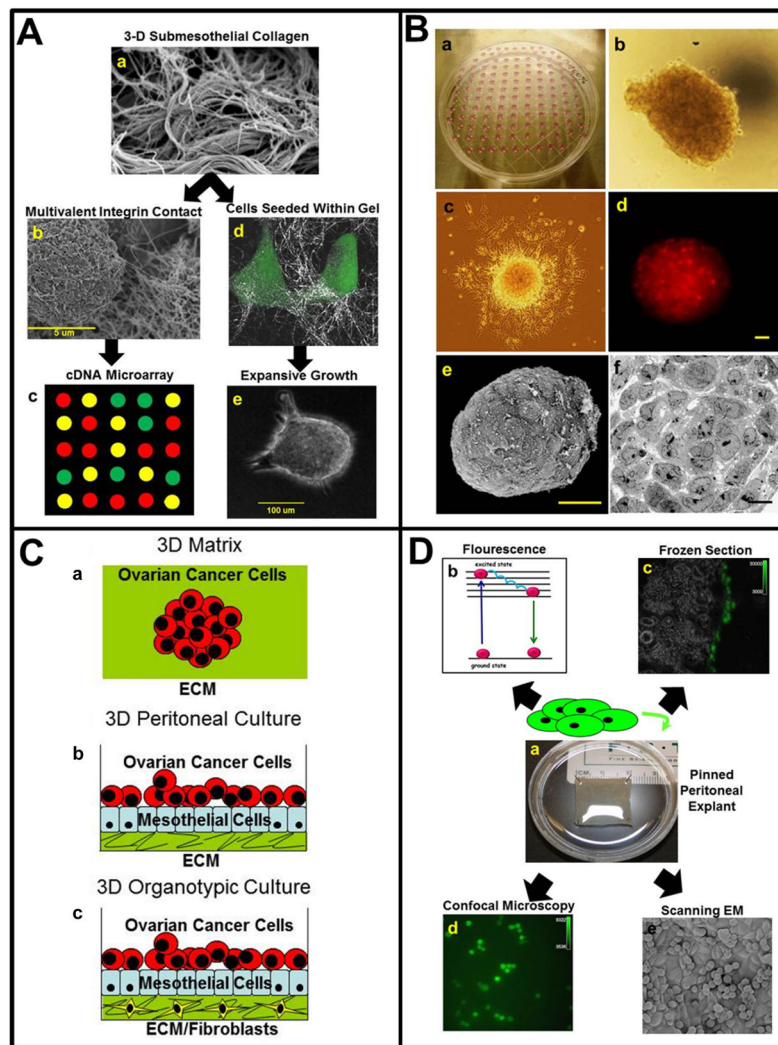 A
3-D Submesothelial Collagen
a
Multivalent Integrin Contact
Cells Seeded Within Gel
b
d
5 um
cDNA Microarray
Expansive Growth
c
e
100 um
B
a
b
c
d
e
f
C
3D Matrix
a
Ovarian Cancer Cells
ECM
3D Peritoneal Culture
b
Ovarian Cancer Cells
Mesothelial Cells
ECM
3D Organotypic Culture
c
Ovarian Cancer Cells
Mesothelial Cells
ECM/Fibroblasts
D
Flourescence
b
excited state
ground state
Frozen Section
c
30000
3000
a
Pinned
Peritoneal
Explant
Confocal Microscopy
d
Scanning EM
e